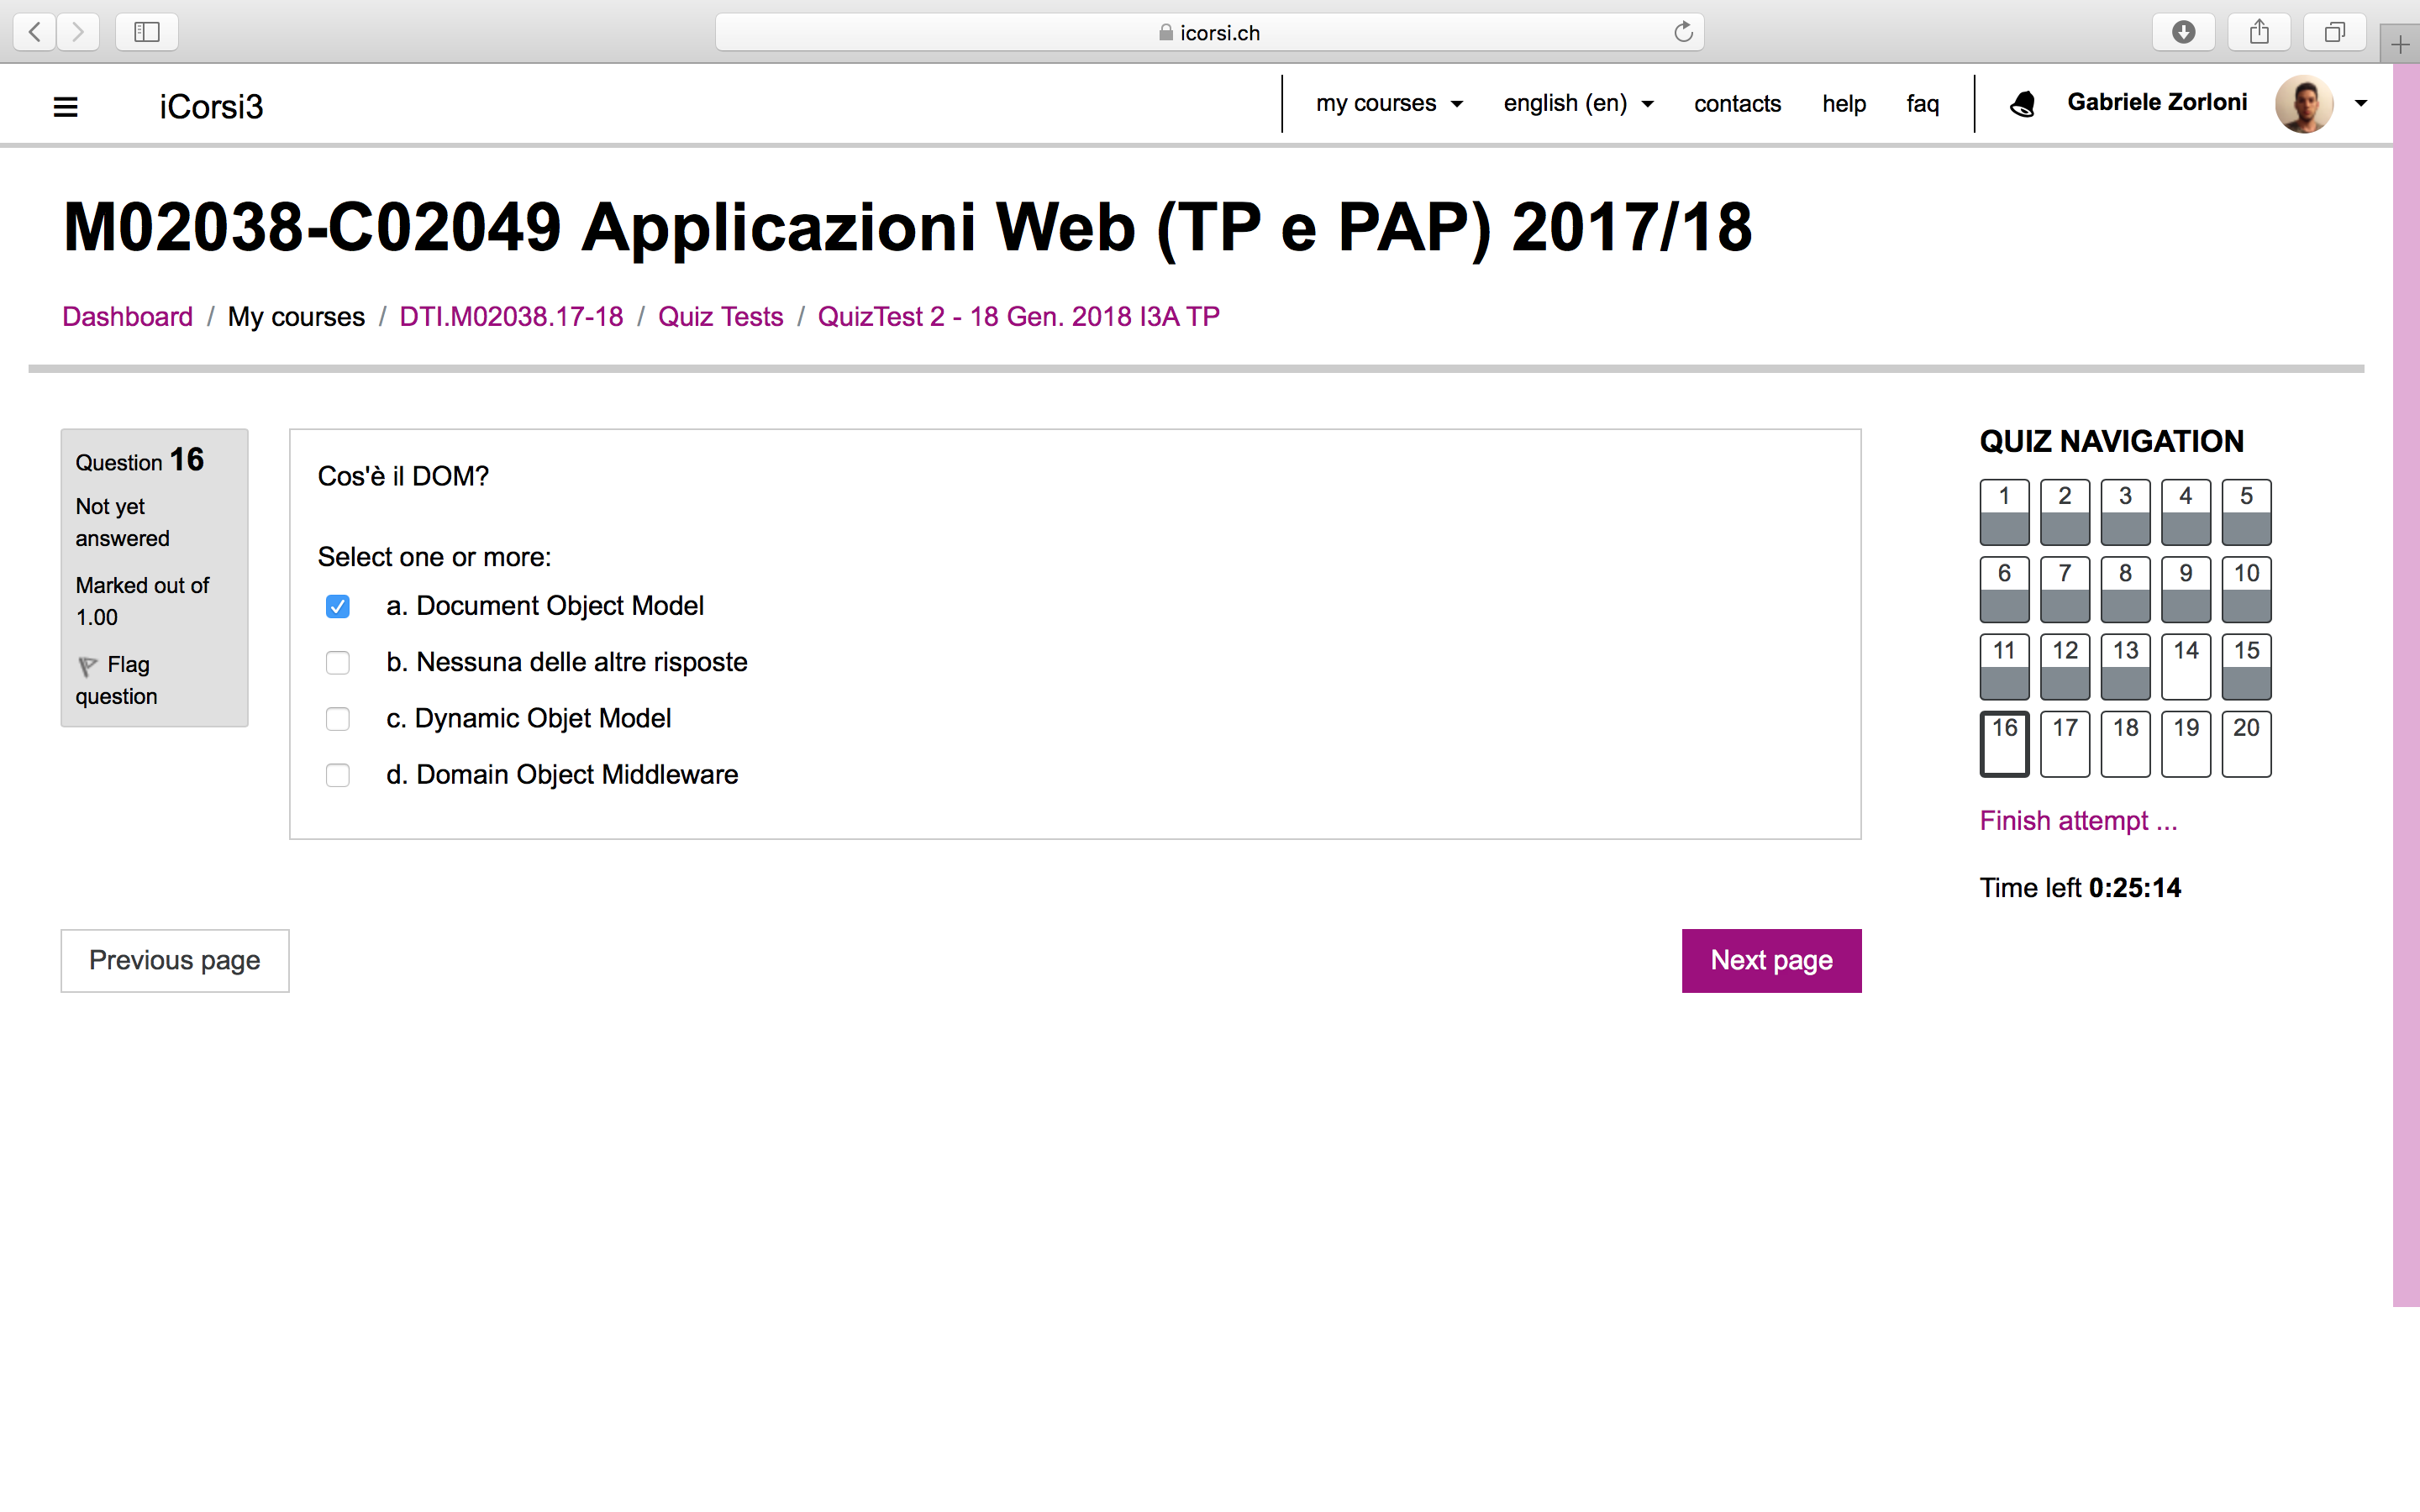 icorsi.ch
iCorsi3
my courses
english (en)
contacts
help
faq
Gabriele Zorloni
M02038-C02049 Applicazioni Web (TP e PAP) 2017/18
Dashboard / My courses / DTI.M02038.17-18 / Quiz Tests / QuizTest 2 - 18 Gen. 2018 I3A TP
Question 16
Not yet
answered
Marked out of
1.00
Flag
question
Cos'è il DOM?
Select one or more:
a. Document Object Model
b. Nessuna delle altre risposte
c. Dynamic Objet Model
d. Domain Object Middleware
Previous page
Next page
QUIZ NAVIGATION
1 2 3 4 5
6 7 8 9 10
11 12 13 14 15
16 17 18 19 20
Finish attempt ...
Time left 0:25:14